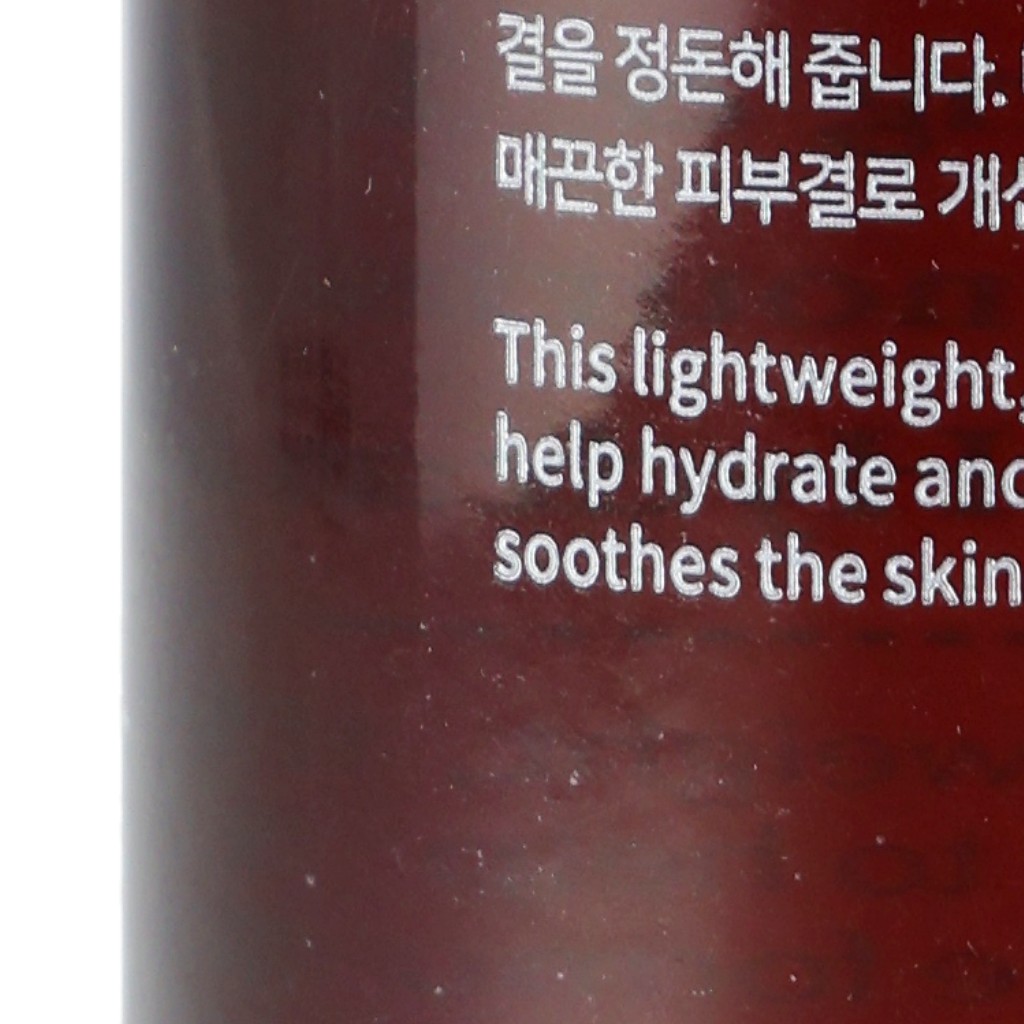 결을 정돈해 줍니다.
매끈한 피부결로
This lightweight,
help hydrate
soothes the skin